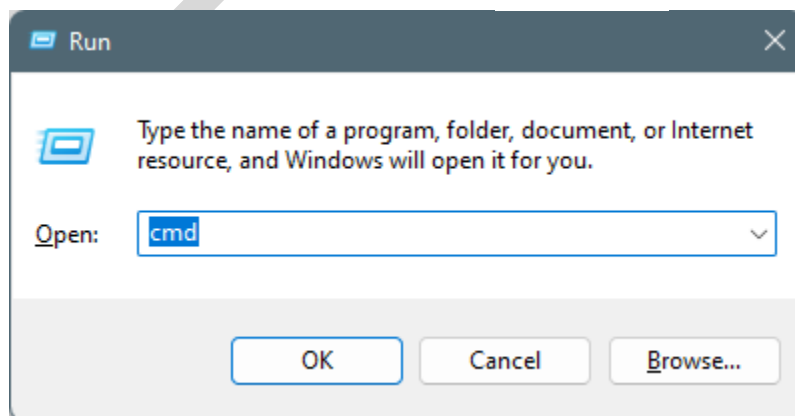 Run
Type the name of a program, folder, document, or Internet
resource, and Windows will open it for you.
Open: cmd
OK Cancel Browse...